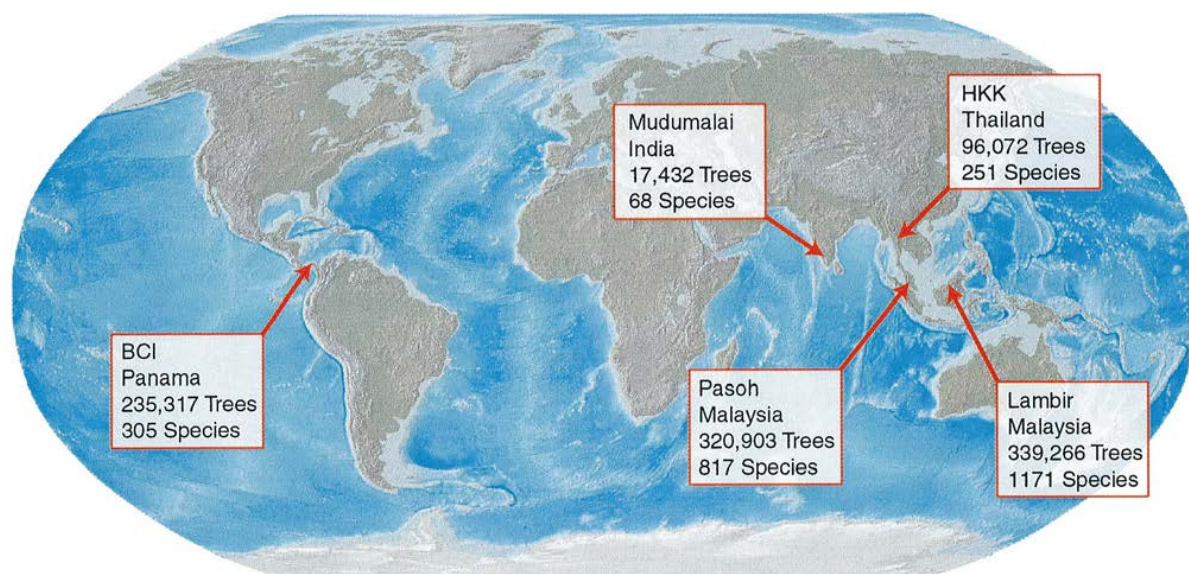 Mudumalai
India
17,432 Trees
68 Species
HKK
Thailand
96,072 Trees
251 Species
BCI
Panama
235,317 Trees
305 Species
Pasoh
Malaysia
320,903 Trees
817 Species
Lambir
Malaysia
339,266 Trees
1171 Species